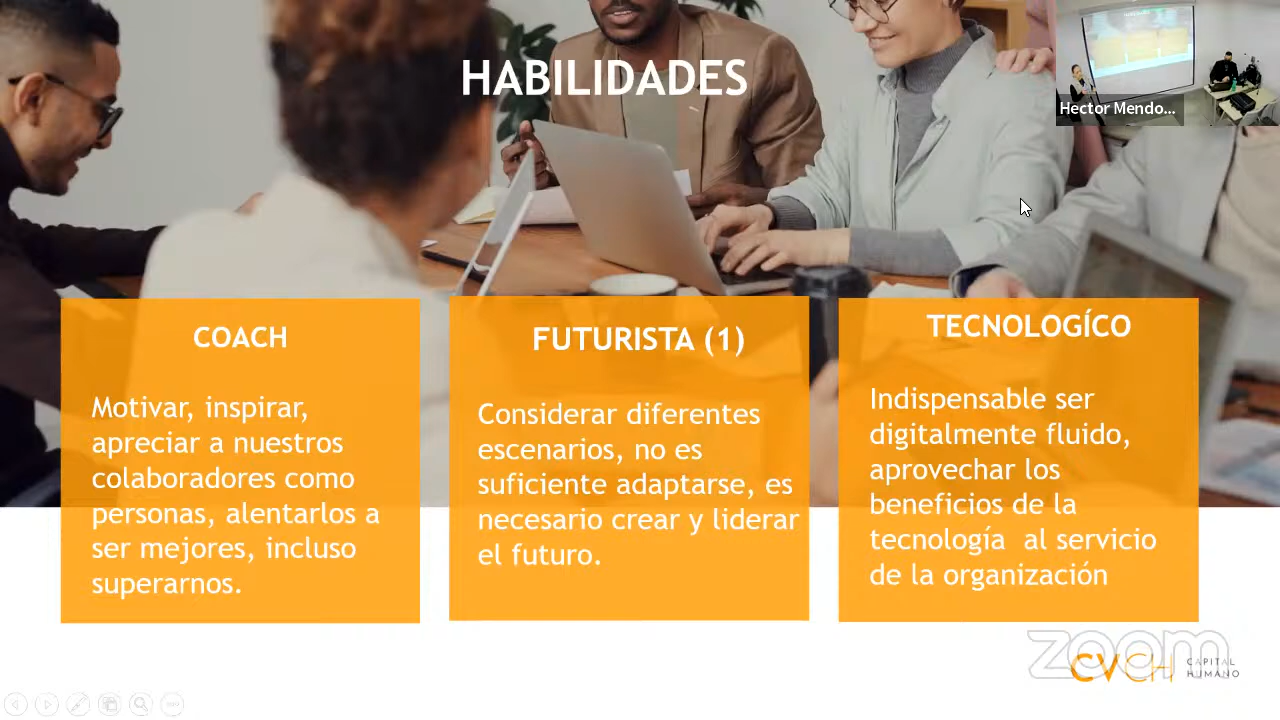 HABILIDADES
Hector Mendo...
COACH
Motivar, inspirar,
apreciar a nuestros
colaboradores como
personas, alentarlos a
ser mejores, incluso
superarnos.
FUTURISTA (1)
Considerar diferentes
escenarios, no es
suficiente adaptarse, es
necesario crear y liderar
el futuro.
TECNOLOGÍCO
Indispensable ser
digitalmente fluido,
aprovechar los
beneficios de la
tecnología  al servicio
de la organización
zoom
CVCH
CAPITAL
HUMANO